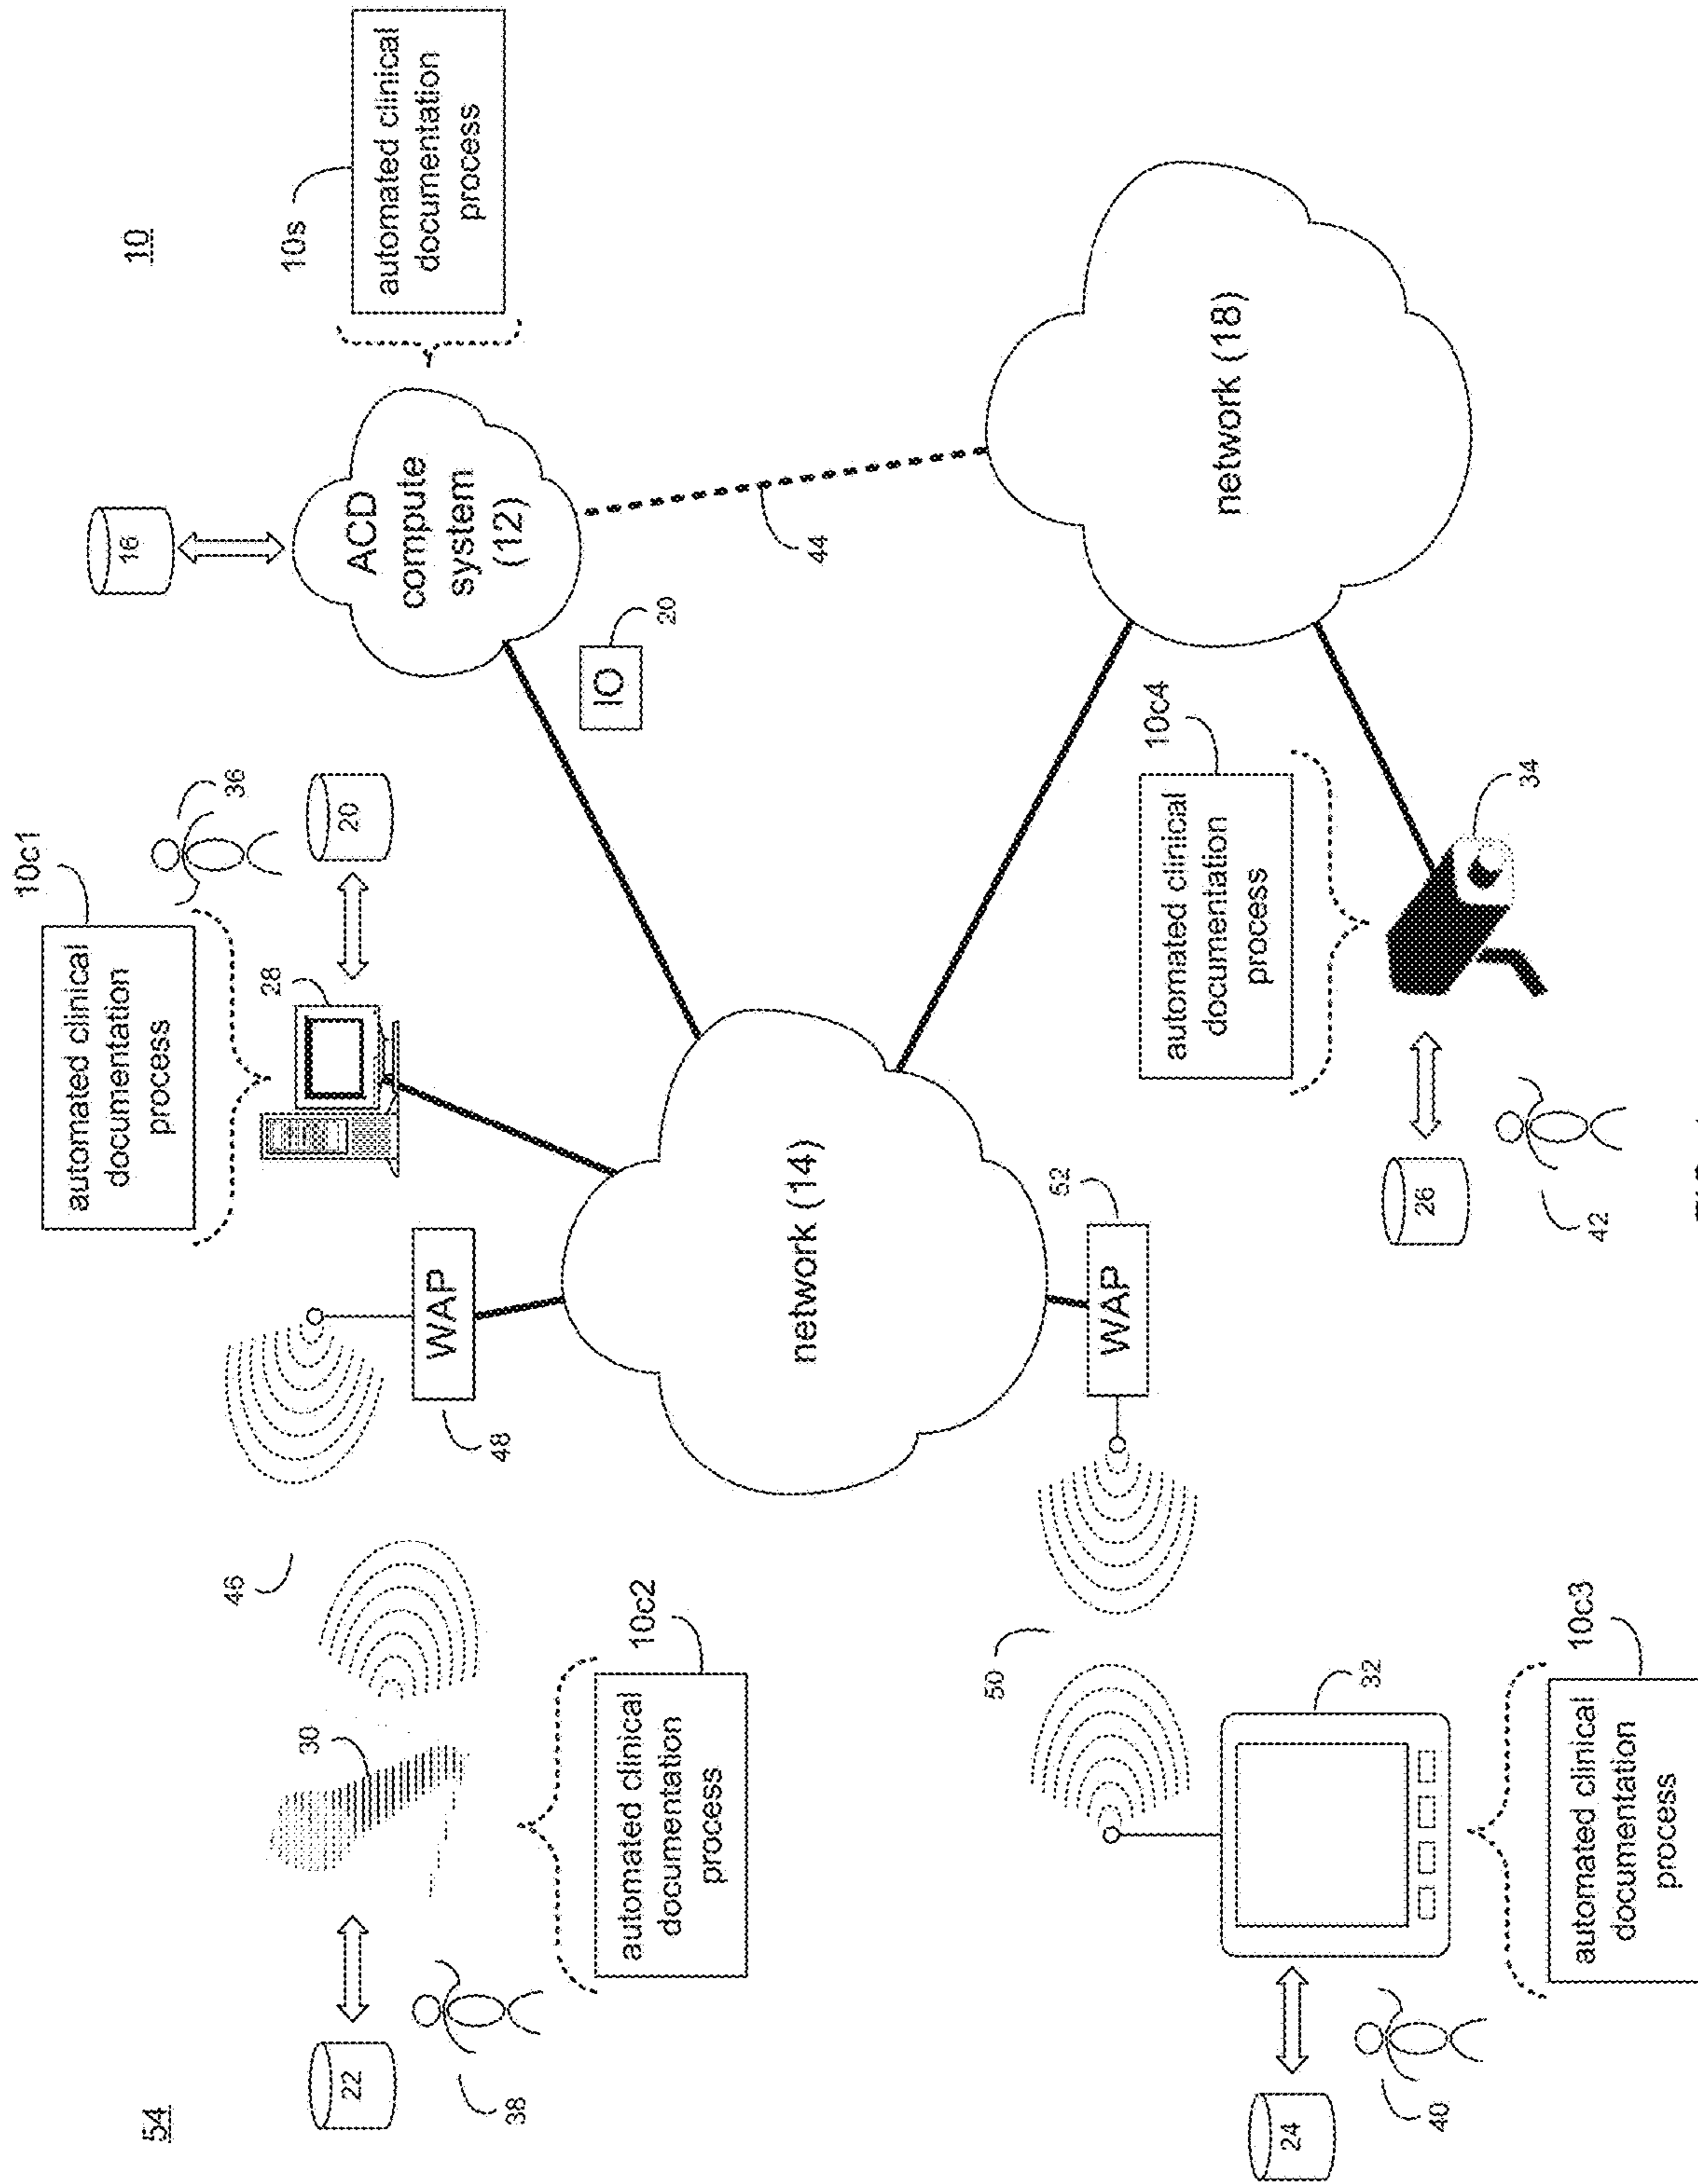 54
10
10c1
automated clinical
documentation
process
36
16
10s
automated clinical
documentation
process
46
28
20
22
30
38
48
WAP
ACD
compute
system
(12)
IO
20
10c2
automated clinical
documentation
process
network (14)
44
50
52
WAP
10c4
automated clinical
documentation
process
network (18)
24
32
40
26
34
42
10c3
automated clinical
documentation
process